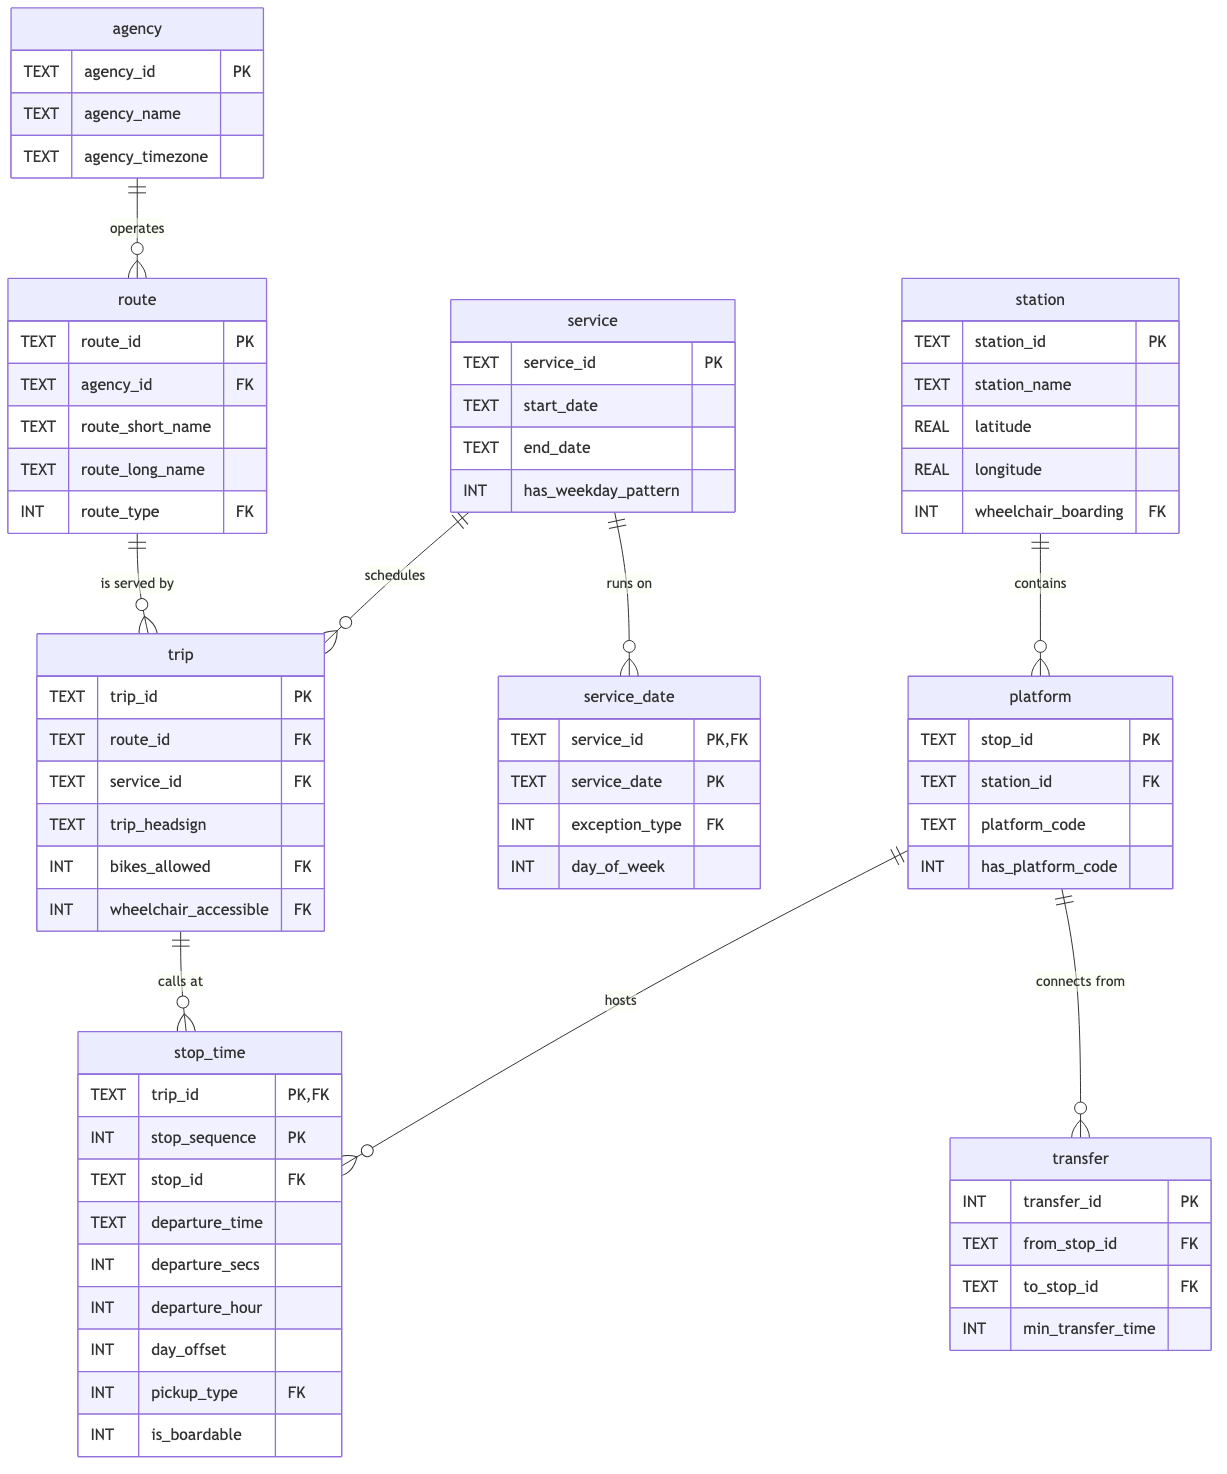 agency
TEXT agency_id PK
TEXT agency_name
TEXT agency_timezone
operates
route
TEXT route_id PK
TEXT agency_id FK
TEXT route_short_name
TEXT route_long_name
INT route_type FK
service
TEXT service_id PK
TEXT start_date
TEXT end_date
INT has_weekday_pattern
station
TEXT station_id PK
TEXT station_name
REAL latitude
REAL longitude
INT wheelchair_boarding FK
is served by
schedules
runs on
contains
trip
TEXT trip_id PK
TEXT route_id FK
TEXT service_id FK
TEXT trip_headsign
INT bikes_allowed FK
INT wheelchair_accessible FK
service_date
TEXT service_id PK,FK
TEXT service_date PK
INT exception_type FK
INT day_of_week
platform
TEXT stop_id PK
TEXT station_id FK
TEXT platform_code
INT has_platform_code
calls at
hosts
connects from
stop_time
TEXT trip_id PK,FK
INT stop_sequence PK
TEXT stop_id FK
TEXT departure_time
INT departure_secs
INT departure_hour
INT day_offset
INT pickup_type FK
INT is_boardable
transfer
INT transfer_id PK
TEXT from_stop_id FK
TEXT to_stop_id FK
INT min_transfer_time